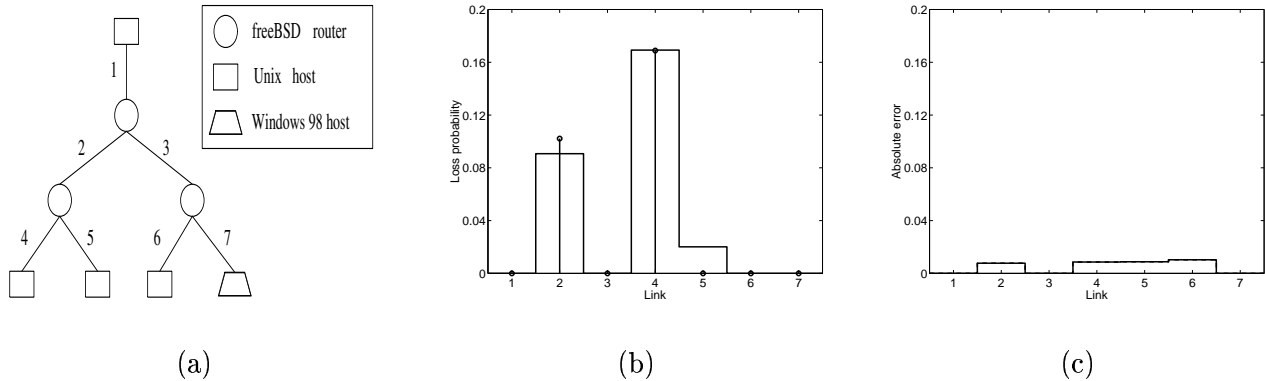 1
2
3
4
5
6
7
freeBSD router
Unix host
Windows 98 host
(a)
0.2
0.16
0.12
0.08
0.04
0
Loss probability
1 2 3 4 5 6 7
Link
(b)
0.2
0.16
0.12
0.08
0.04
0
Absolute error
1 2 3 4 5 6 7
Link
(c)